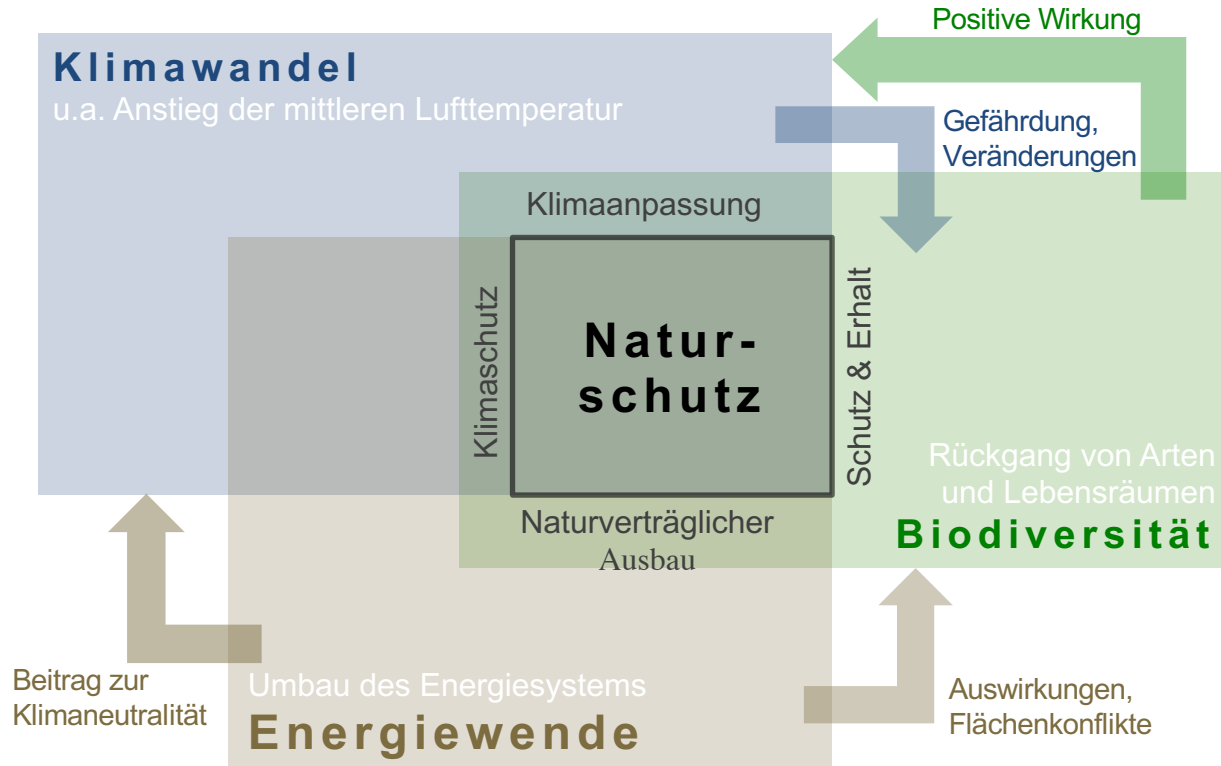 Positive Wirkung
Klimawandel
u.a. Anstieg der mittleren Lufttemperatur
Gefährdung,
Veränderungen
Klimaanpassung
Klimaschutz
Natur-
schutz
Schutz & Erhalt
Rückgang von Arten
und Lebensräumen
Biodiversität
Naturverträglicher
Ausbau
Beitrag zur
Klimaneutralität
Umbau des Energiesystems
Energiewende
Auswirkungen,
Flächenkonflikte